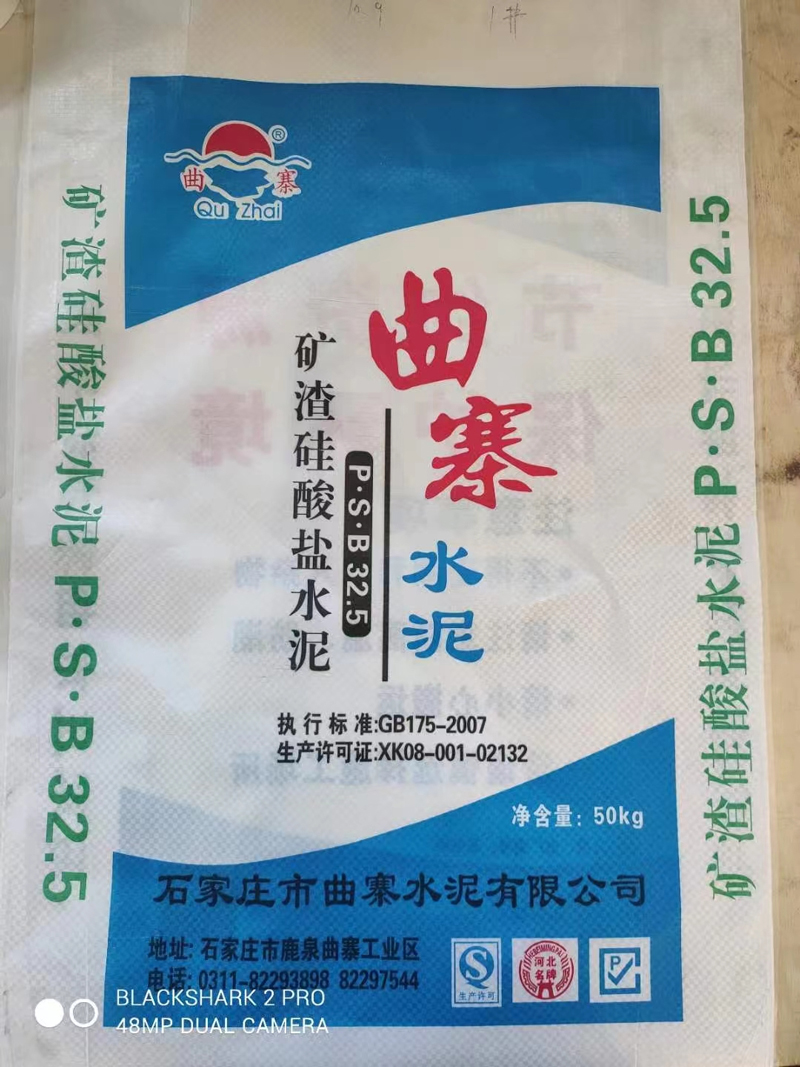 1#
®
曲寨
Qu Zhai
矿渣硅酸盐水泥 P·S·B 32.5
曲寨
水泥
矿渣硅酸盐水泥
P·S·B 32.5
执行标准:GB175-2007
生产许可证:XK08-001-02132
净含量: 50kg
石家庄市曲寨水泥有限公司
地址: 石家庄市鹿泉曲寨工业区
电话: 0311-82293898 82297544
生产许可
河北
名牌
矿渣硅酸盐水泥 P·S·B 32.5
BLACKSHARK 2 PRO
48MP DUAL CAMERA